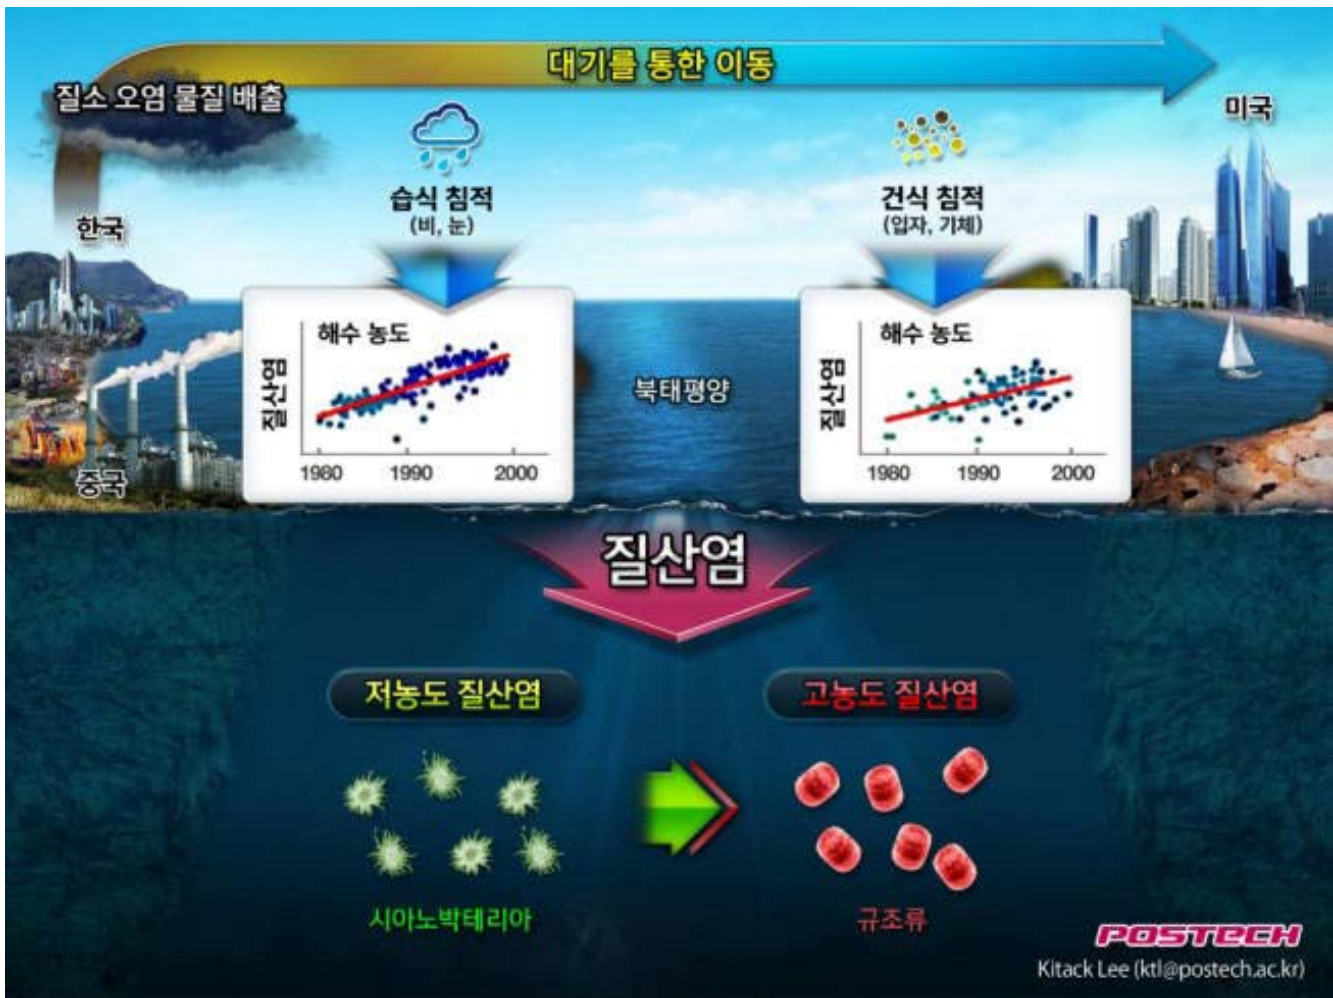 대기를 통한 이동
질소 오염 물질 배출
미국
습식 침적
(비, 눈)
건식 침적
(입자, 기체)
한국
해수 농도
질산염
1980 1990 2000
북태평양
해수 농도
질산염
1980 1990 2000
중국
질산염
저농도 질산염
고농도 질산염
시아노박테리아
규조류
POSTECH
Kitack Lee (ktl@postech.ac.kr)